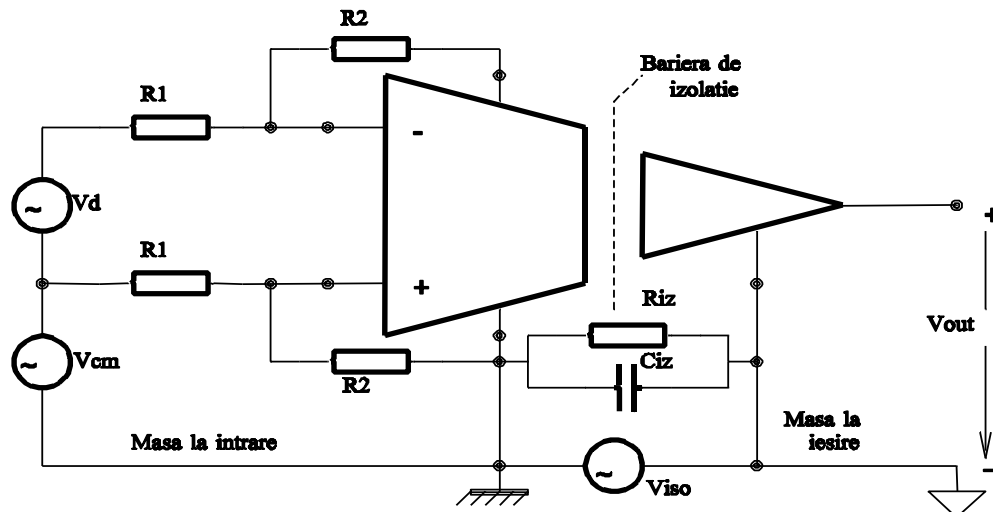 R2
Bariera de
izolatie
R1
-
Vd
+
R1
+
Riz
Vout
Vcm
R2
Ciz
Masa la intrare
Masa la
iesire
-
Viso